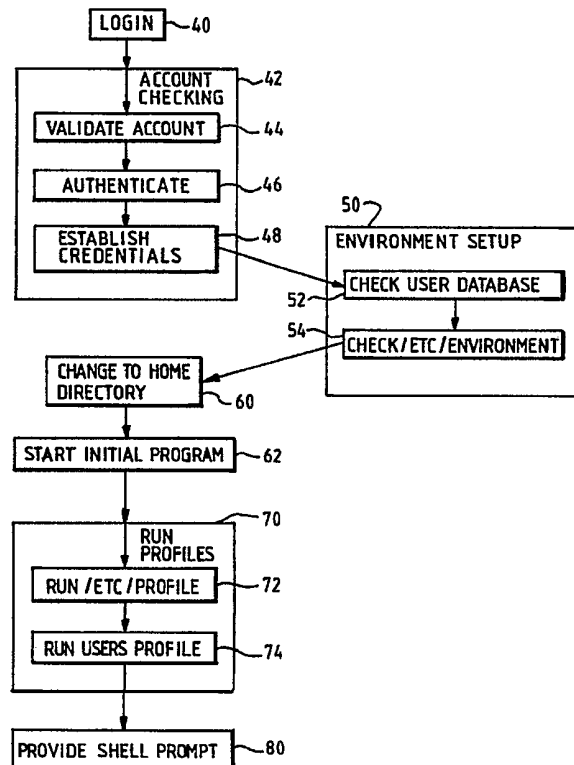 LOGIN
40
ACCOUNT
CHECKING
42
VALIDATE ACCOUNT
44
AUTHENTICATE
46
ESTABLISH
CREDENTIALS
48
50
ENVIRONMENT SETUP
CHECK USER DATABASE
52
54
CHECK/ETC/ENVIRONMENT
CHANGE TO HOME
DIRECTORY
60
START INITIAL PROGRAM
62
70
RUN
PROFILES
RUN /ETC/PROFILE
72
RUN USERS PROFILE
74
PROVIDE SHELL PROMPT
80